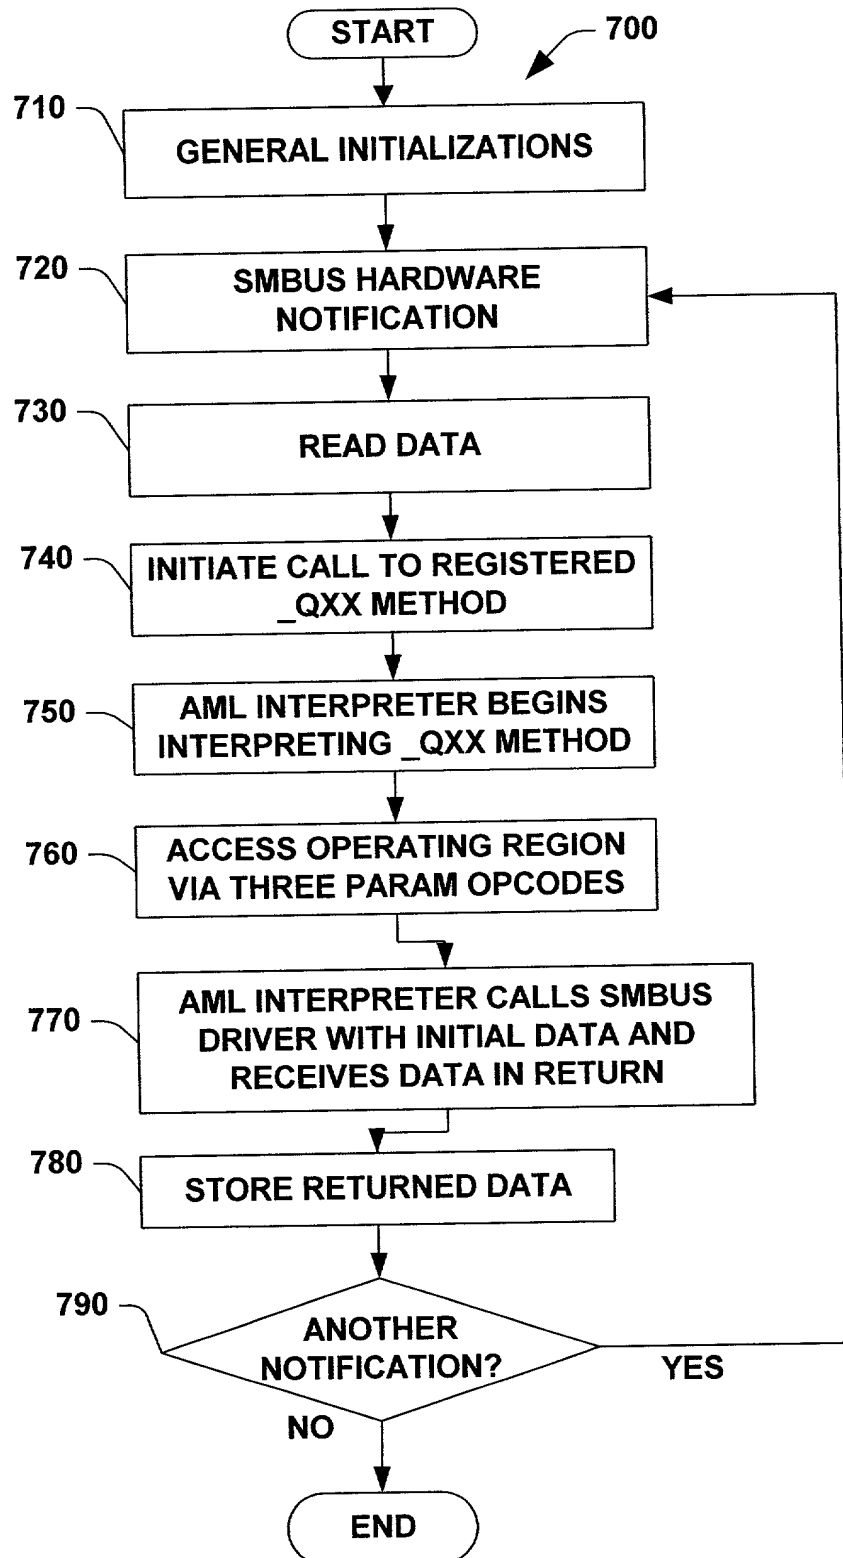 START
700
710
GENERAL INITIALIZATIONS
720
SMBUS HARDWARE
NOTIFICATION
730
READ DATA
740
INITIATE CALL TO REGISTERED
_QXX METHOD
750
AML INTERPRETER BEGINS
INTERPRETING _QXX METHOD
760
ACCESS OPERATING REGION
VIA THREE PARAM OPCODES
770
AML INTERPRETER CALLS SMBUS
DRIVER WITH INITIAL DATA AND
RECEIVES DATA IN RETURN
780
STORE RETURNED DATA
790
ANOTHER
NOTIFICATION?
YES
NO
END